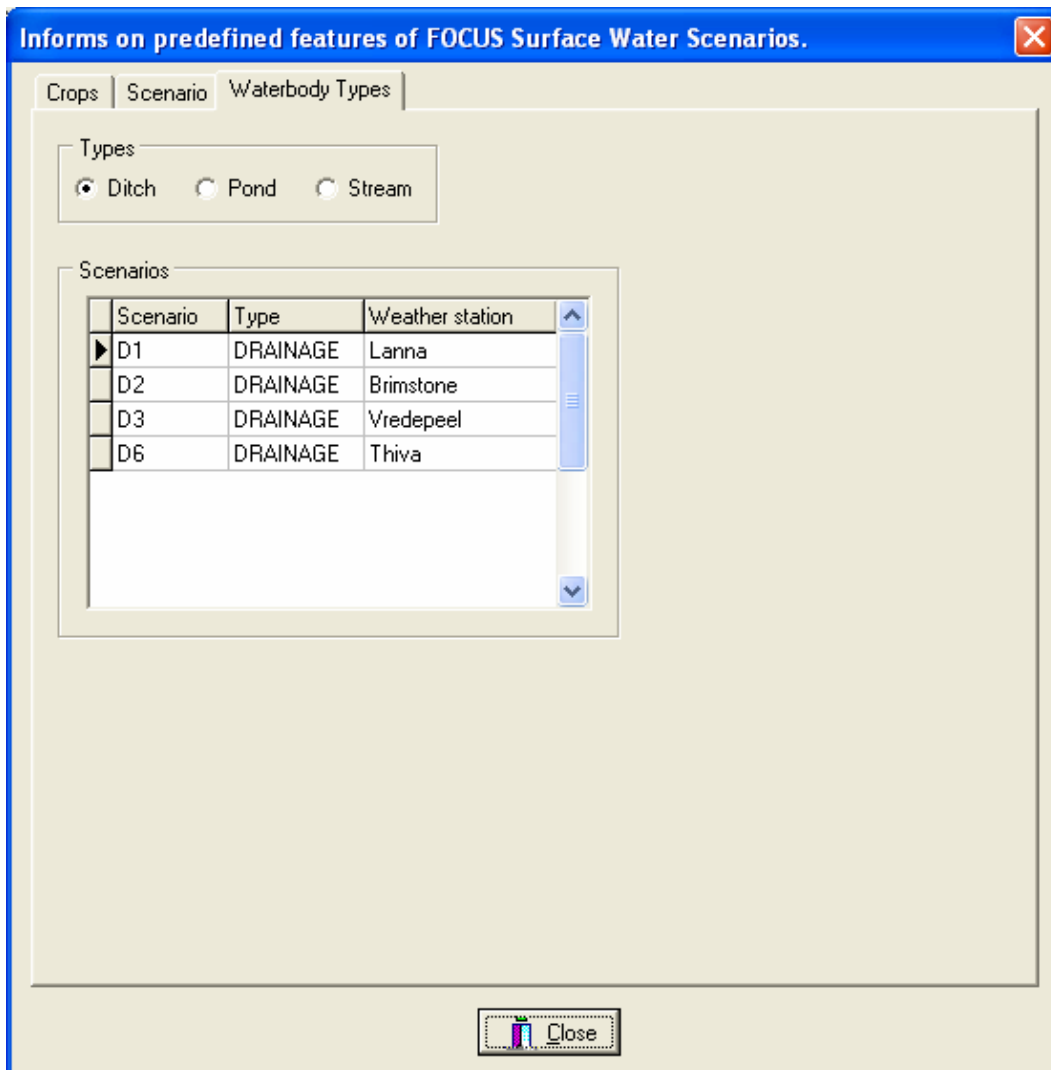 Informs on predefined features of FOCUS Surface Water Scenarios.
Crops Scenario Waterbody Types
Types
Ditch Pond Stream
Scenarios
Scenario Type Weather station
D1 DRAINAGE Lanna
D2 DRAINAGE Brimstone
D3 DRAINAGE Vredepeel
D6 DRAINAGE Thiva
Close